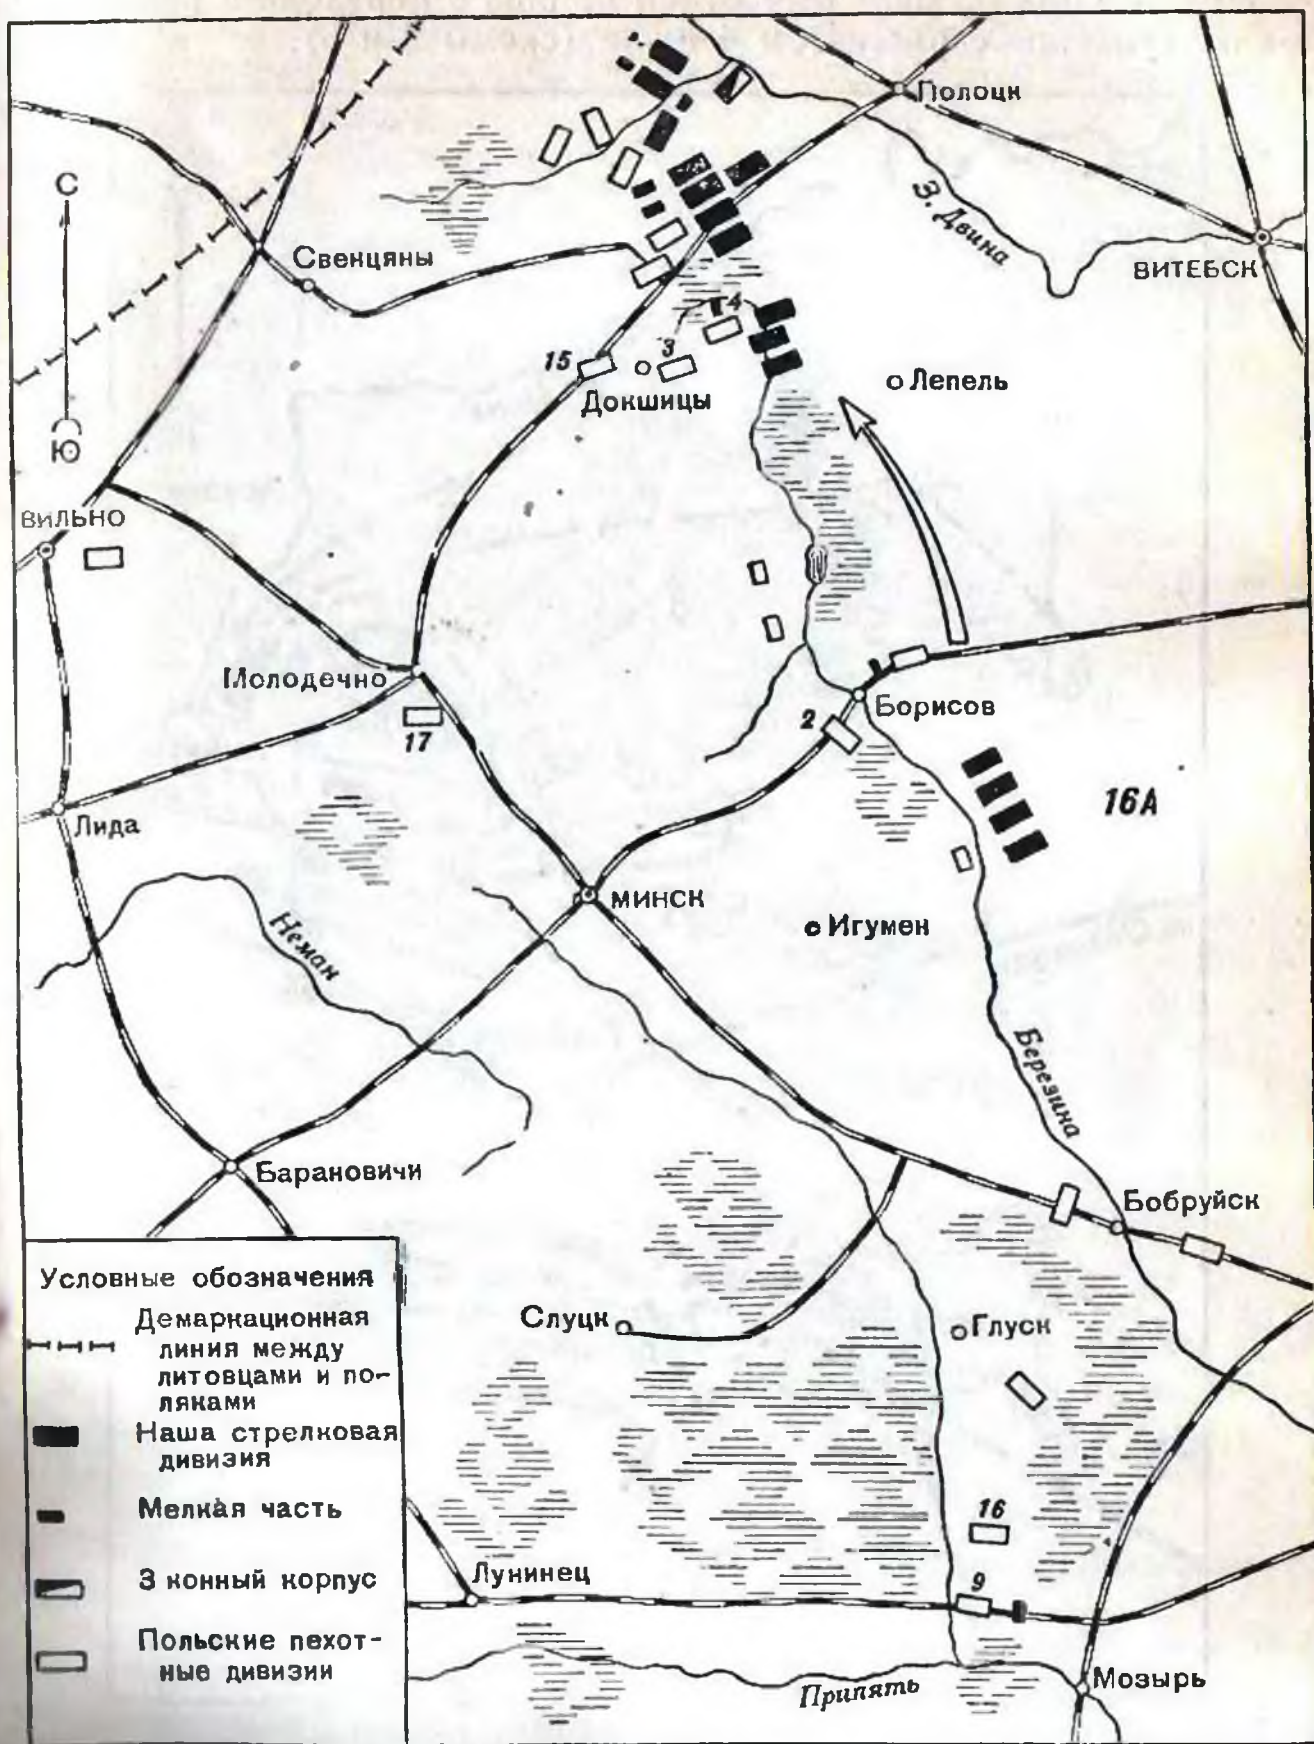 Полоцк
С
З. Двина
Свенцяны
ВИТЕБСК
4
15
3
Лепель
Докшицы
Ю
ВИЛЬНО
Молодечно
Борисов
2
17
16А
Лида
МИНСК
Игумен
Неман
Березина
Барановичи
Бобруйск
Слуцк
Глуск
16
Лунинец
9
Припять
Мозырь
Условные обозначения
Демаркационная
линия между
литовцами и по-
ляками
Наша стрелковая
дивизия
Мелкая часть
3 конный корпус
Польские пехот-
ные дивизии